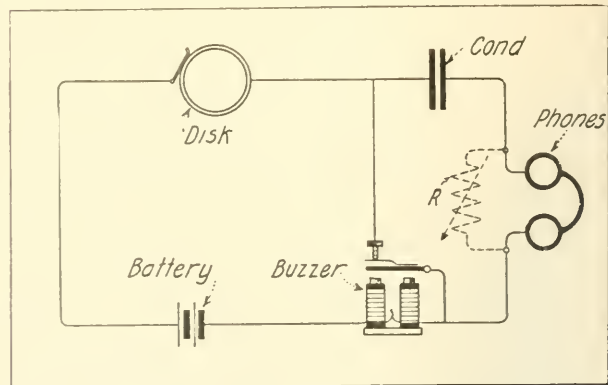 Cond
Disk
Phones
R
Battery
Buzzer